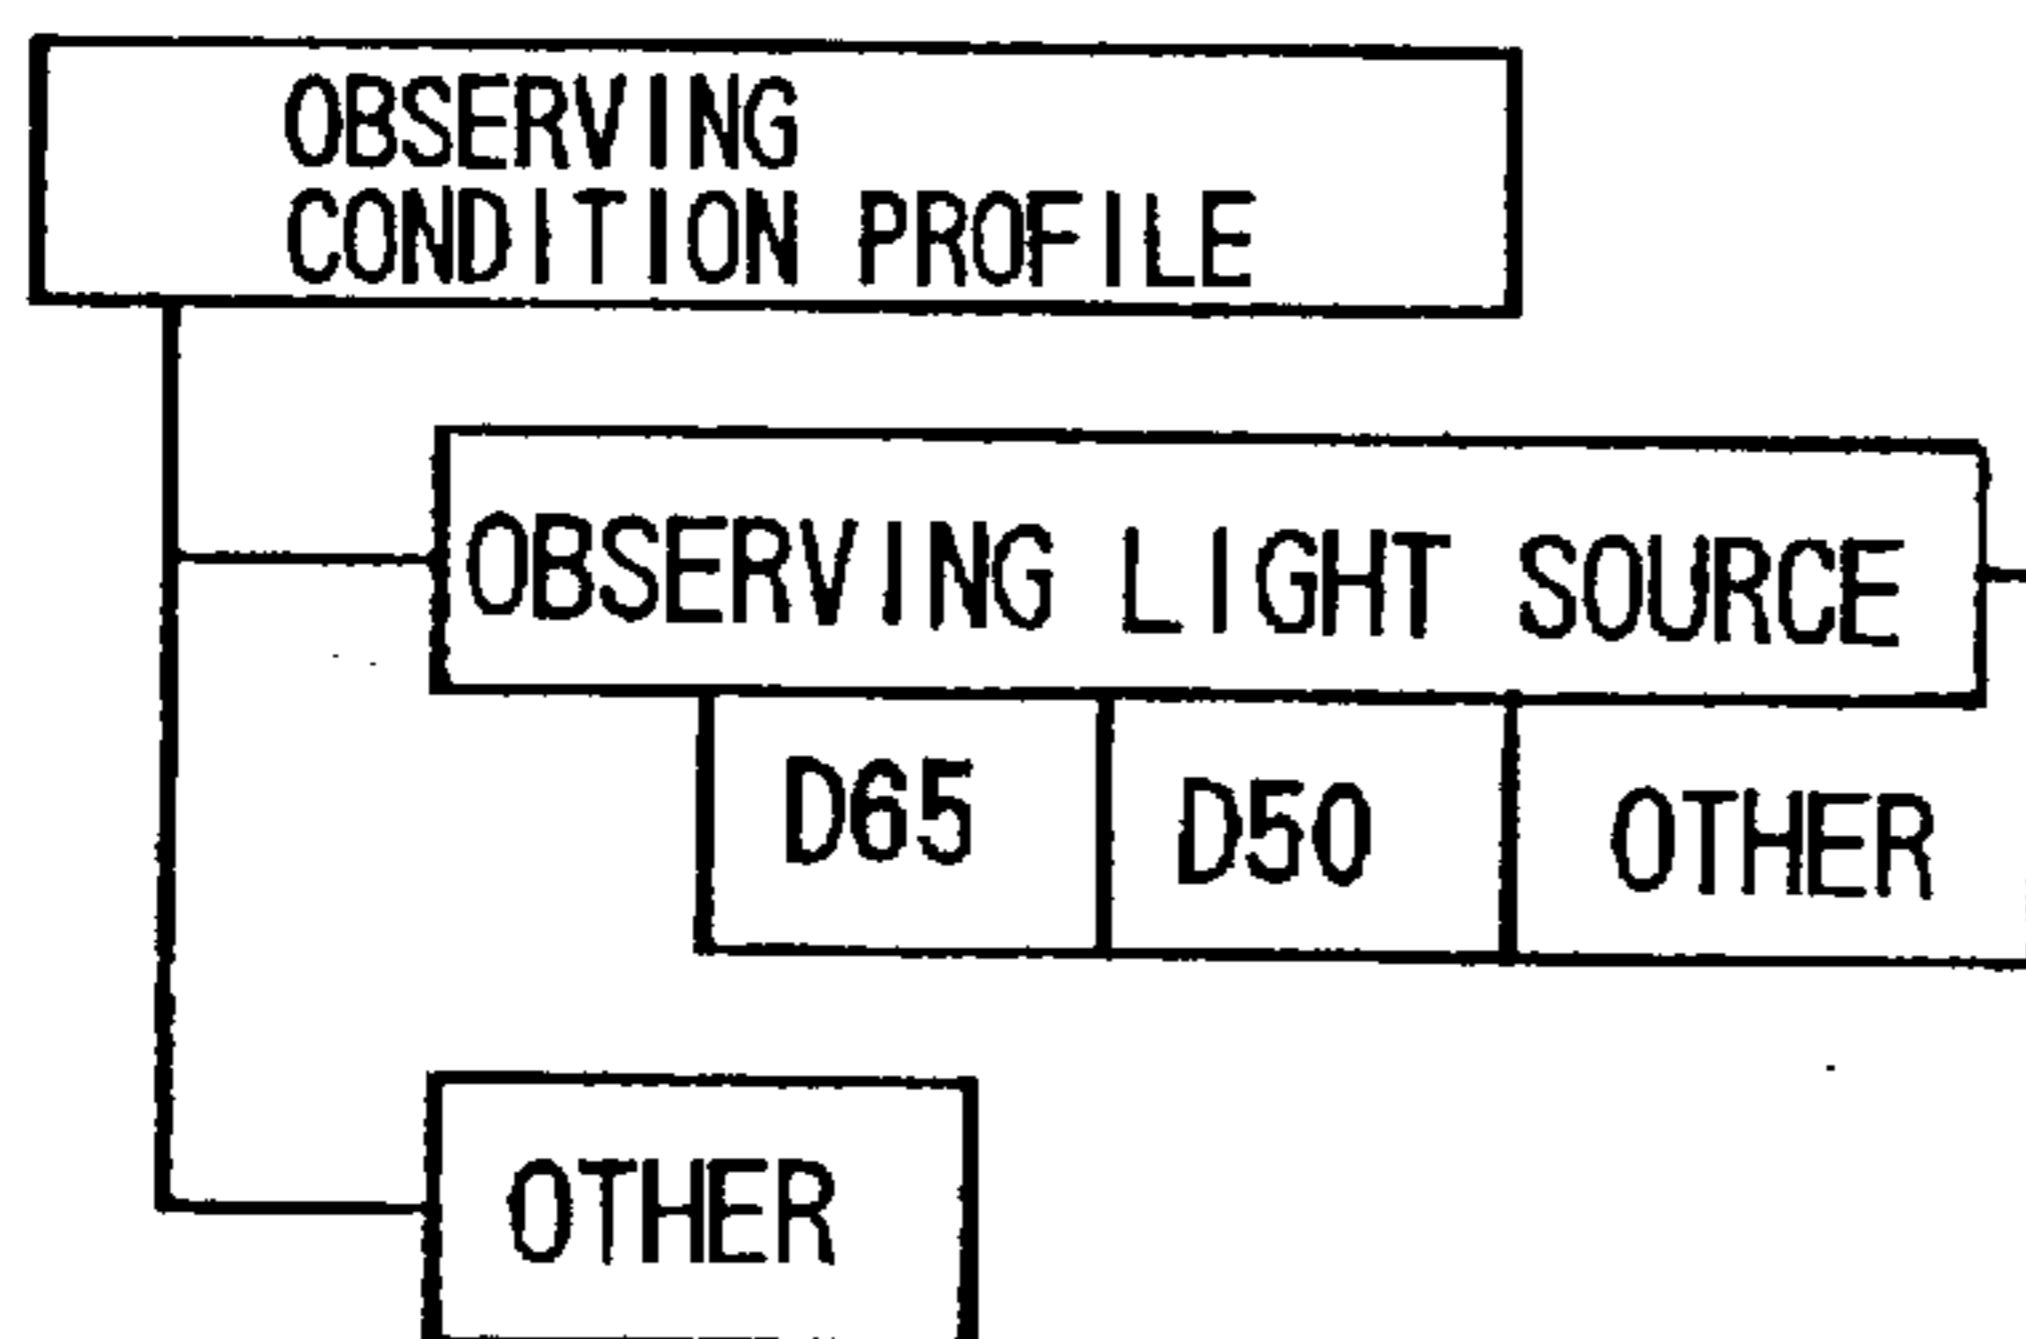 OBSERVING
CONDITION PROFILE
OBSERVING LIGHT SOURCE
D65 D50 OTHER
OTHER